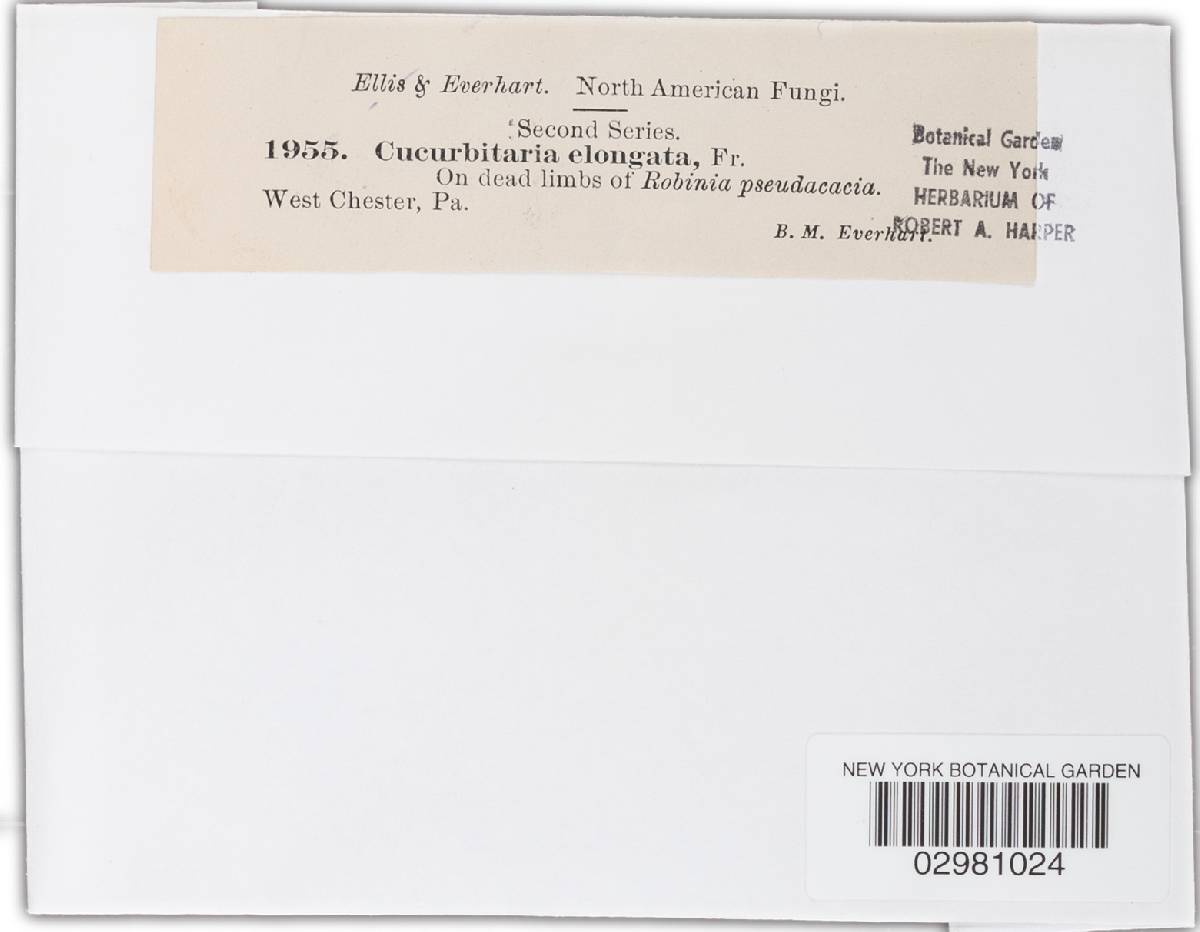 Ellis & Everhart. North American Fungi.
Second Series.
1955. Cucurbitaria elongata, Fr.
On dead limbs of Robinia pseudacacia.
West Chester, Pa.
B. M. Everhart.
Botanical Garden
The New York
HERBARIUM OF
ROBERT A. HARPER
NEW YORK BOTANICAL GARDEN
02981024